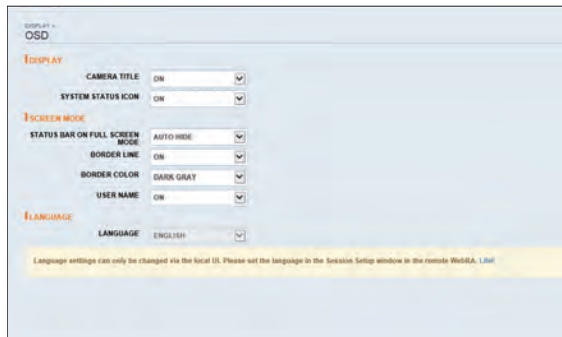 DISPLAY >
OSD
DISPLAY
CAMERA TITLE ON
SYSTEM STATUS ICON ON
SCREEN MODE
STATUS BAR ON FULL SCREEN MODE AUTO HIDE
BORDER LINE ON
BORDER COLOR DARK GRAY
USER NAME ON
LANGUAGE
LANGUAGE ENGLISH
Language settings can only be changed via the local UI. Please set the language in the Session Setup window in the remote WebRA. LINK